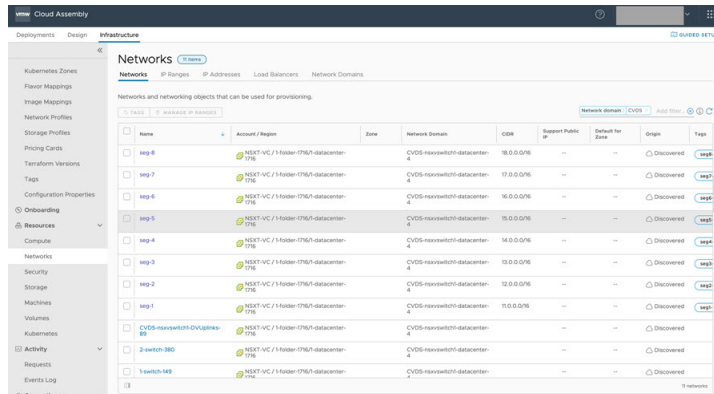 vmw Cloud Assembly
Deployments Design Infrastructure
GUIDED SETU
Kubernetes Zones
Flavor Mappings
Image Mappings
Network Profiles
Storage Profiles
Pricing Cards
Terraform Versions
Tags
Configuration Properties
Onboarding
Resources
Compute
Networks
Security
Storage
Machines
Volumes
Kubernetes
Activity
Requests
Events Log
Networks 11 items
Networks IP Ranges IP Addresses Load Balancers Network Domains
Networks and networking objects that can be used for provisioning.
TAGS MANAGE IP RANGES
Network domain: CVDS Add filter...
Name Account / Region Zone Network Domain CIDR Support Public IP Default for Zone Origin Tags
seg-8 NSXT-VC / 1-folder-1716/1-datacenter-1716 CVDS-nsxvswitch1-datacenter-4 18.0.0.0/16 -- -- Discovered seg8
seg-7 NSXT-VC / 1-folder-1716/1-datacenter-1716 CVDS-nsxvswitch1-datacenter-4 17.0.0.0/16 -- -- Discovered seg7
seg-6 NSXT-VC / 1-folder-1716/1-datacenter-1716 CVDS-nsxvswitch1-datacenter-4 16.0.0.0/16 -- -- Discovered seg6
seg-5 NSXT-VC / 1-folder-1716/1-datacenter-1716 CVDS-nsxvswitch1-datacenter-4 15.0.0.0/16 -- -- Discovered seg5
seg-4 NSXT-VC / 1-folder-1716/1-datacenter-1716 CVDS-nsxvswitch1-datacenter-4 14.0.0.0/16 -- -- Discovered seg4
seg-3 NSXT-VC / 1-folder-1716/1-datacenter-1716 CVDS-nsxvswitch1-datacenter-4 13.0.0.0/16 -- -- Discovered seg3
seg-2 NSXT-VC / 1-folder-1716/1-datacenter-1716 CVDS-nsxvswitch1-datacenter-4 12.0.0.0/16 -- -- Discovered seg2
seg-1 NSXT-VC / 1-folder-1716/1-datacenter-1716 CVDS-nsxvswitch1-datacenter-4 11.0.0.0/16 -- -- Discovered seg1
CVDS-nsxvswitch1-DVUplinks-89 NSXT-VC / 1-folder-1716/1-datacenter-1716 CVDS-nsxvswitch1-datacenter-4 -- -- Discovered
2-switch-380 NSXT-VC / 1-folder-1716/1-datacenter-1716 CVDS-nsxvswitch1-datacenter-4 -- -- Discovered
1-switch-149 NSXT-VC / 1-folder-1716/1-datacenter-1716 CVDS-nsxvswitch1-datacenter- -- -- Discovered
11 networks